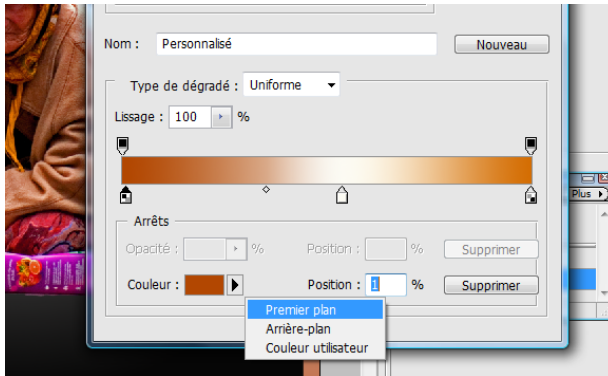 Nom : Personnalisé Nouveau
Type de dégradé : Uniforme
Lissage : 100 %
Plus
Arrêts
Opacité : % Position : % Supprimer
Couleur : Position : 1 % Supprimer
Premier plan
Arrière-plan
Couleur utilisateur